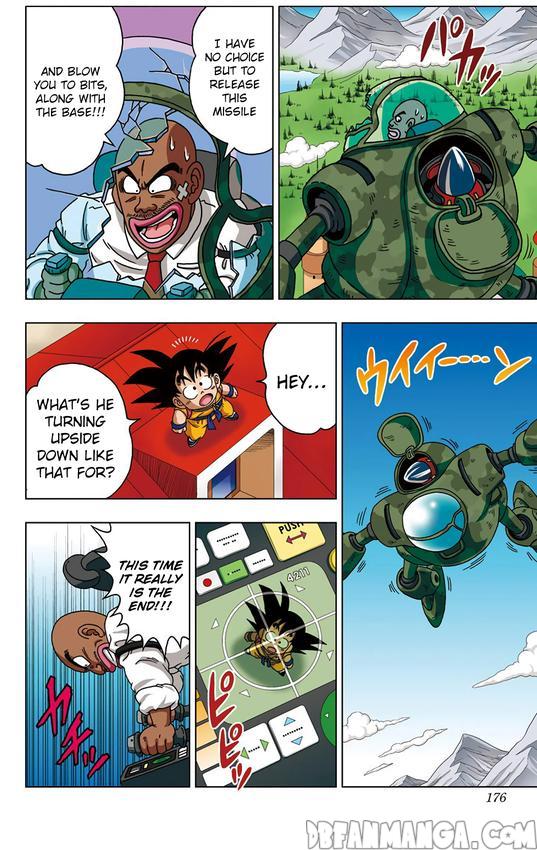 パカッ
I HAVE
NO CHOICE
BUT TO
RELEASE
THIS
MISSILE
AND BLOW
YOU TO BITS,
ALONG WITH
THE BASE!!!
ウイイー…ン
HEY...
WHAT'S HE
TURNING
UPSIDE
DOWN LIKE
THAT FOR?
PUSH
4211
ピピピッ
THIS TIME
IT REALLY
IS THE
END!!!
カチッ
176
DBFANMANGA.COM